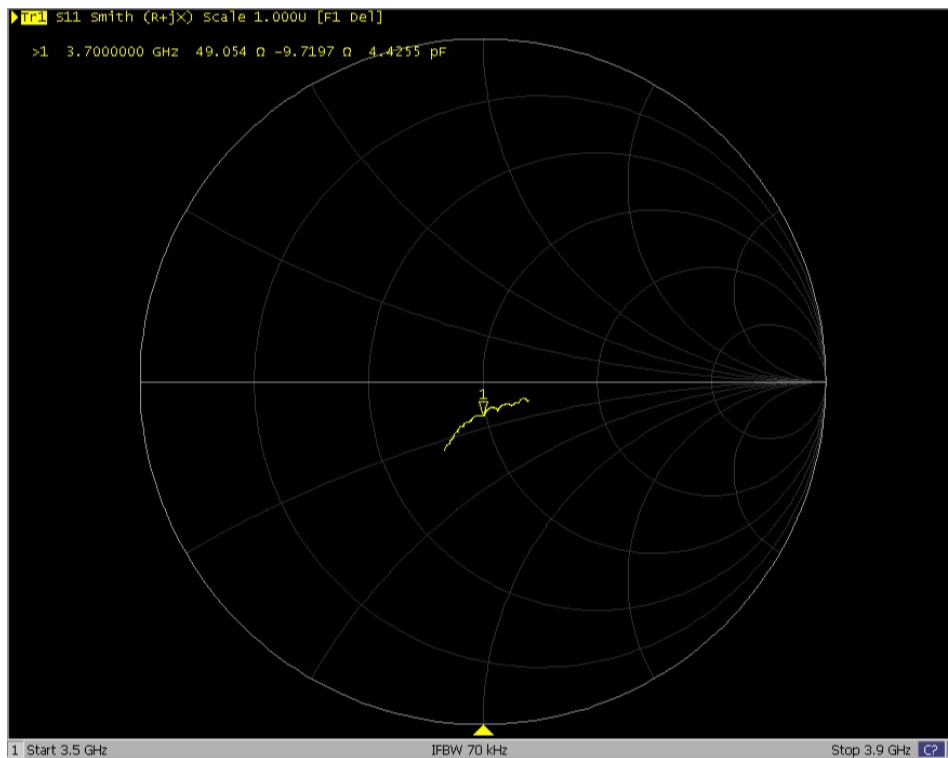 Tr1 S11 Smith (R+jX) Scale 1.000U [F1 Del]
>1 3.7000000 GHz 49.054 Ω -9.7197 Ω 4.4255 pF
1
1 Start 3.5 GHz IFBW 70 kHz Stop 3.9 GHz C?